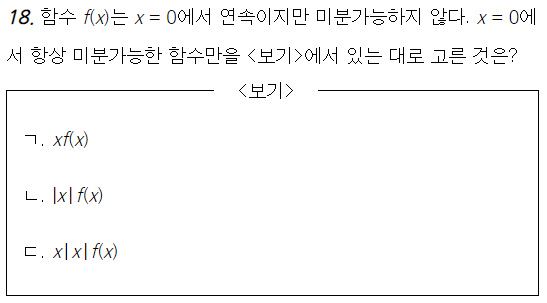 18. 함수 f(x)는 x = 0에서 연속이지만 미분가능하지 않다. x = 0에
서 항상 미분가능한 함수만을 <보기>에서 있는 대로 고른 것은?
<보기>
ㄱ. xf(x)
ㄴ. |x|f(x)
ㄷ. x|x|f(x)